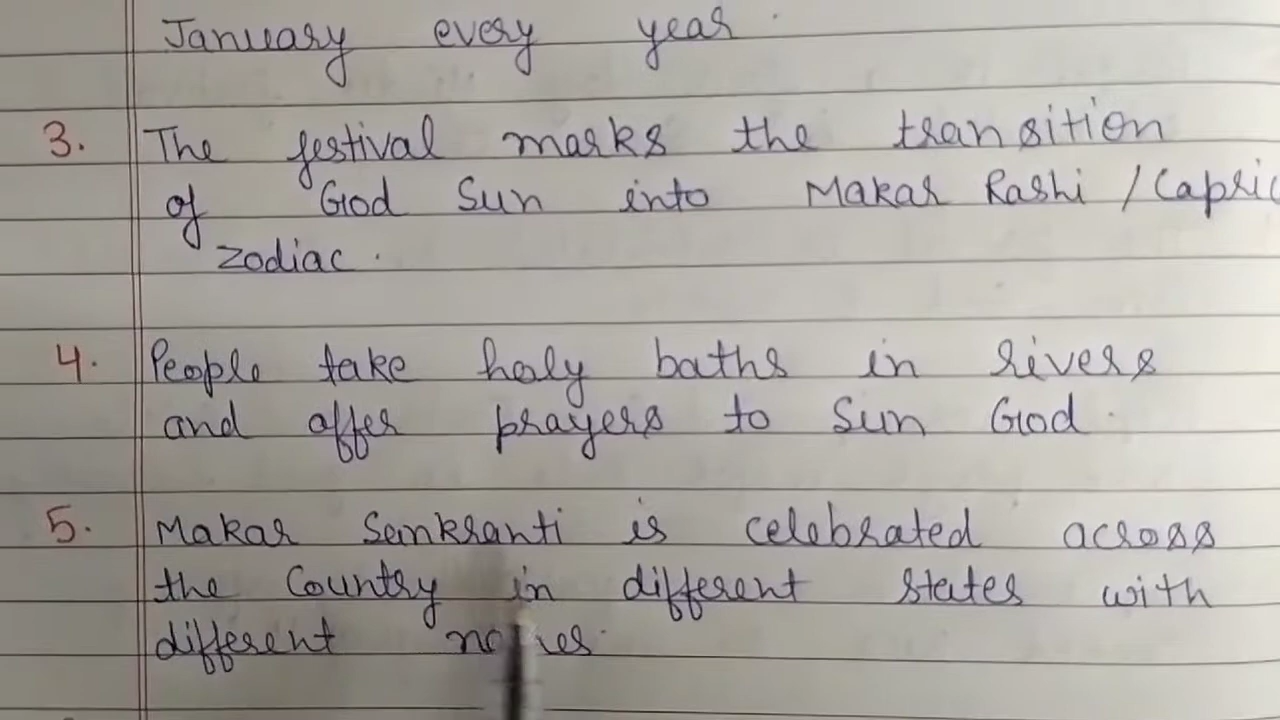 January every year.
3. The festival marks the transition
of God Sun into Makar Rashi / Capric
zodiac.
4. People take holy baths in rivers
and offer prayers to Sun God.
5. Makar Sankranti is celebrated across
the Country in different states with
different names.